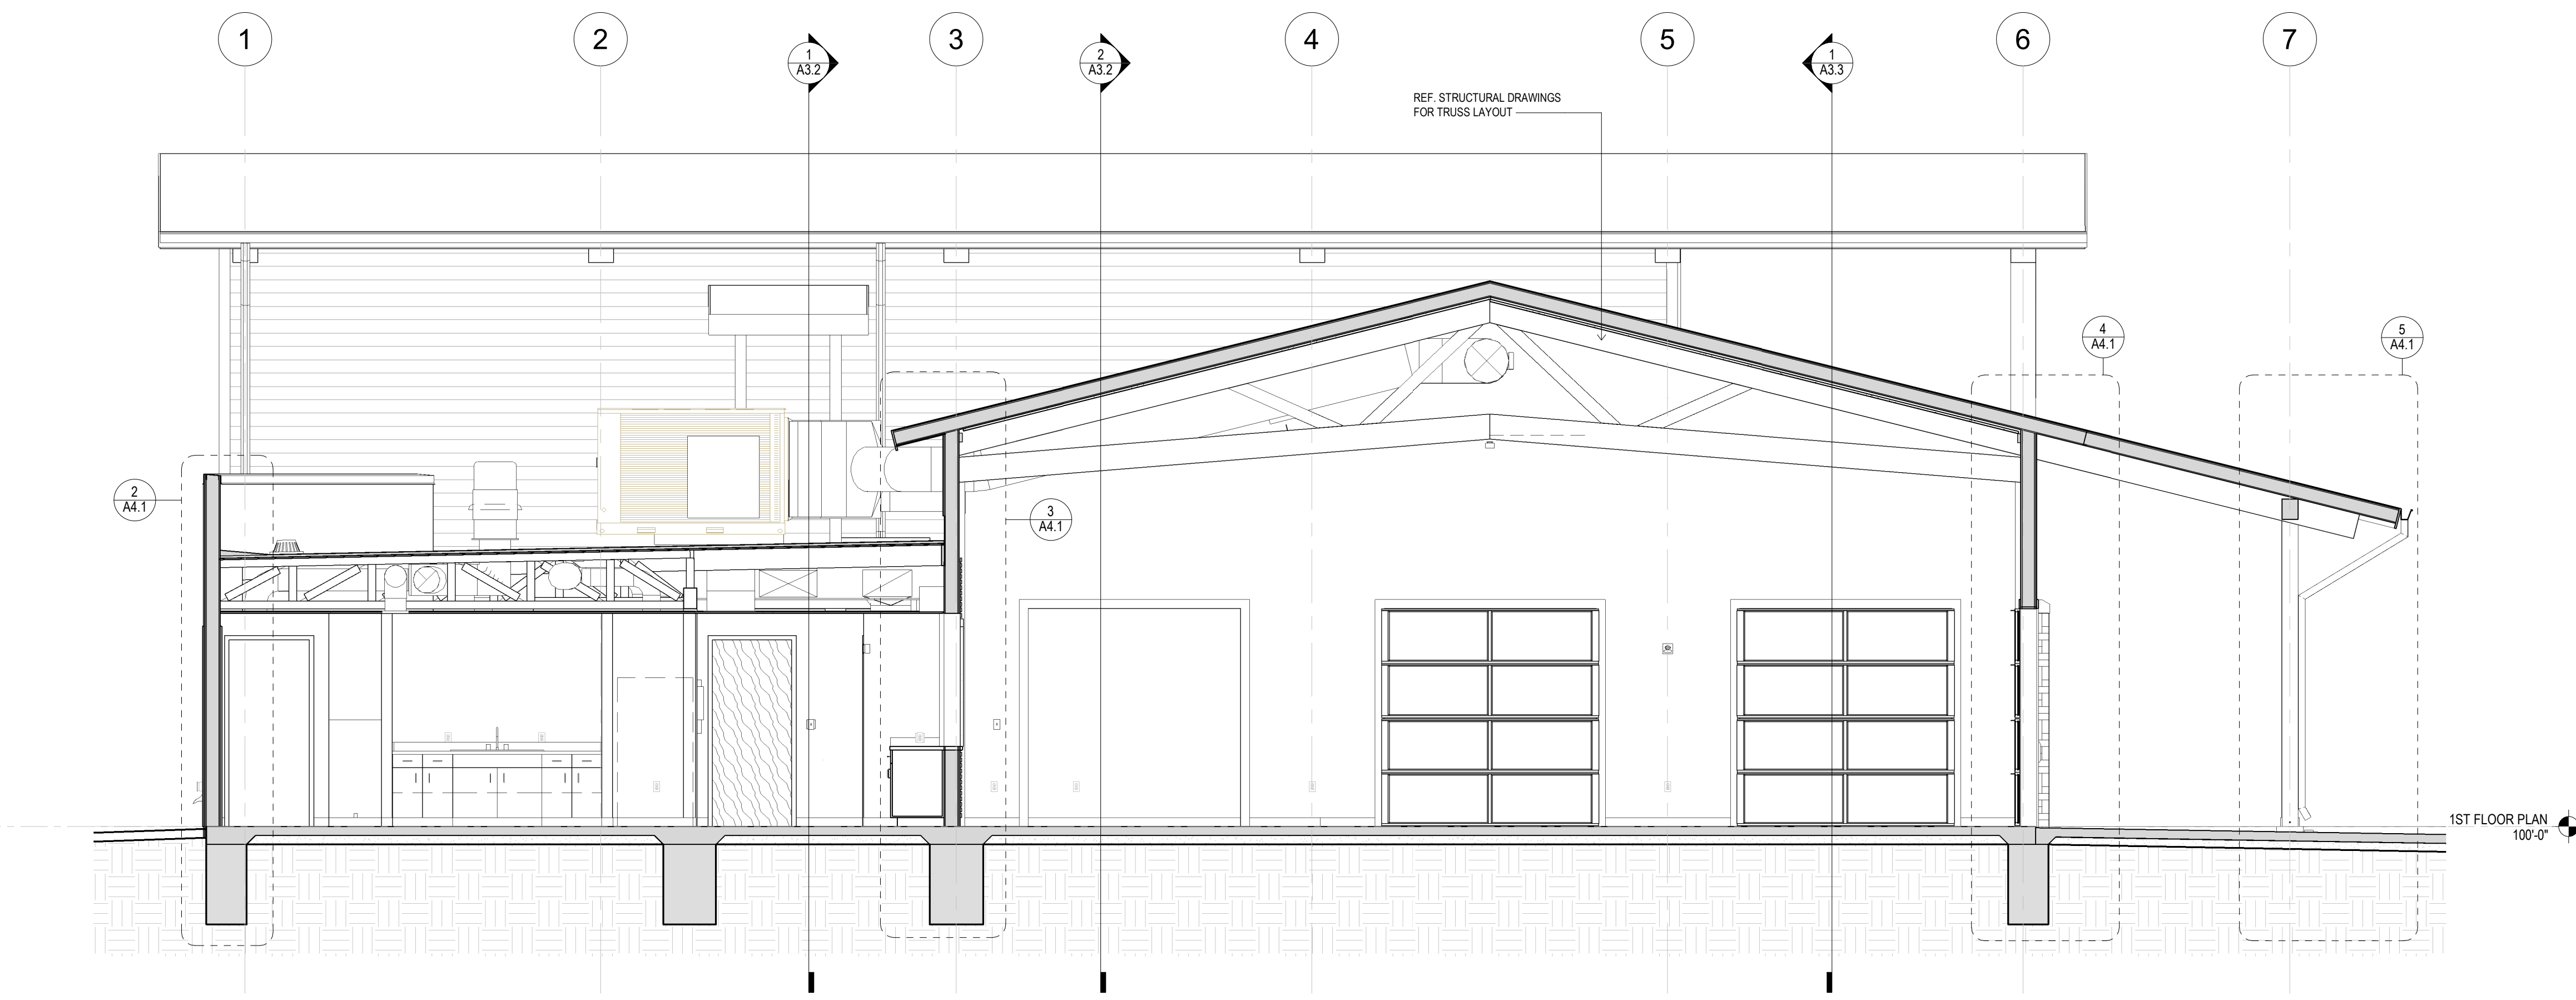 1
2
1
A3.2
3
2
A3.2
4
5
1
A3.3
6
7
REF. STRUCTURAL DRAWINGS
FOR TRUSS LAYOUT
4
A4.1
5
A4.1
2
A4.1
3
A4.1
1ST FLOOR PLAN
100'-0"